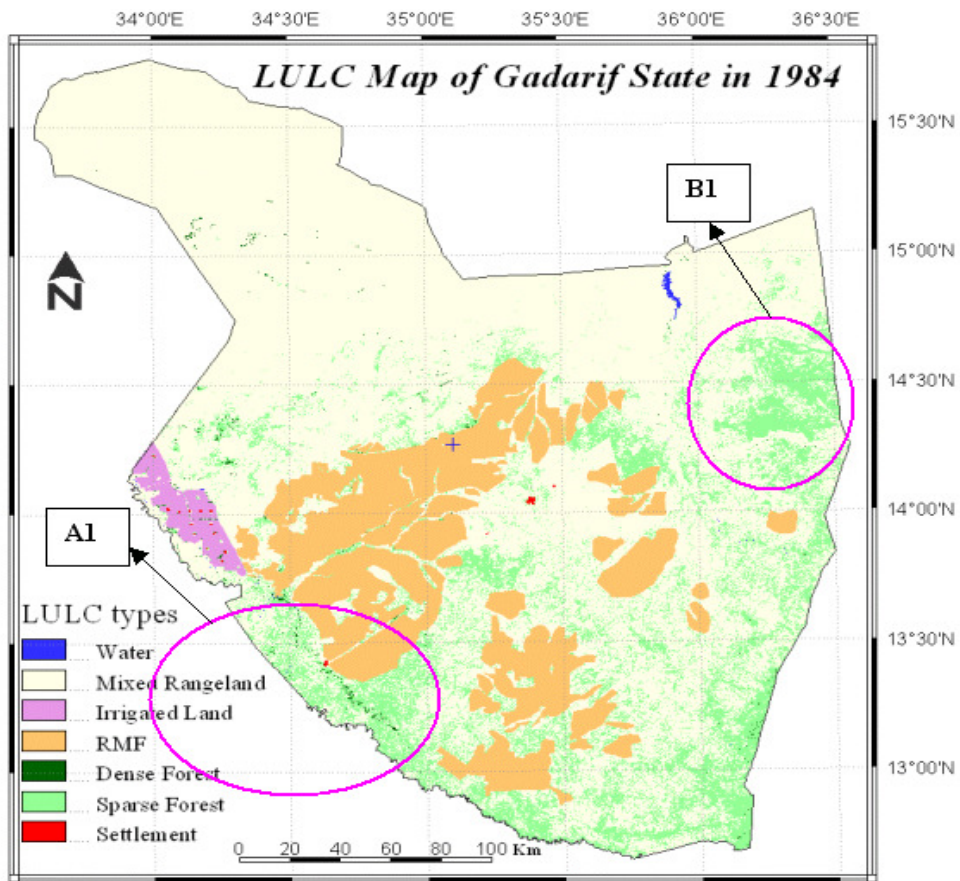 34°00'E 34°30'E 35°00'E 35°30'E 36°00'E 36°30'E
LULC Map of Gadarif State in 1984
15°30'N
B1
15°00'N
N
14°30'N
14°00'N
A1
LULC types
13°30'N
Water
Mixed Rangeland
Irrigared Land
RMF
Dense Forest
13°00'N
Sparse Forest
Settlement
0 20 40 60 80 100 Km